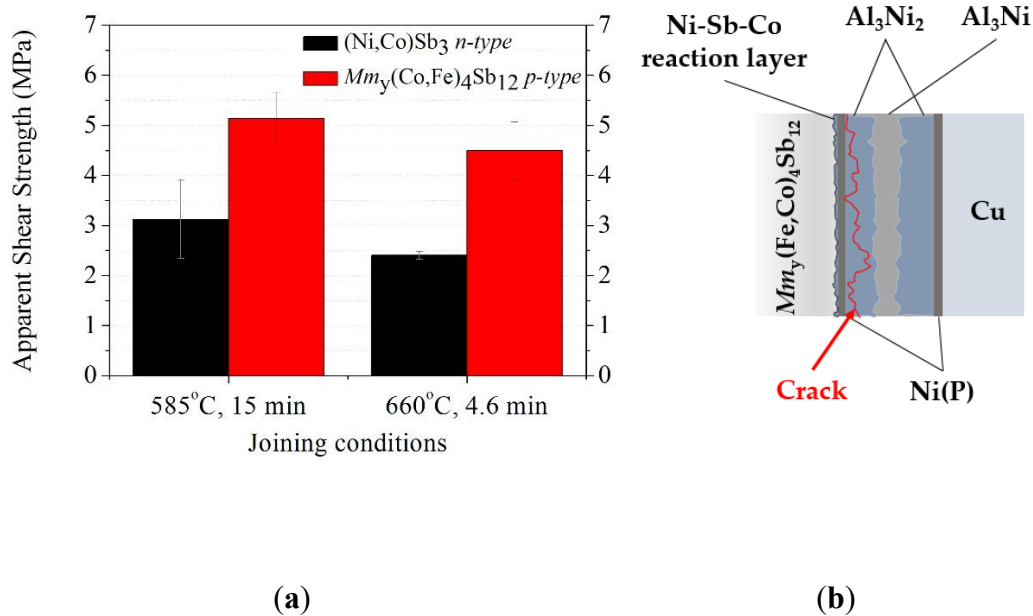 Apparent Shear Strength (MPa)
7
6
5
4
3
2
1
0
(Ni,Co)Sb3 n-type
Mmy(Co,Fe)4Sb12 p-type
7
6
5
4
3
2
1
0
585°C, 15 min
660°C, 4.6 min
Joining conditions
(a)
Ni-Sb-Co
reaction layer
Al3Ni2
Al3Ni
Mmy(Fe,Co)4Sb12
Cu
Crack
Ni(P)
(b)